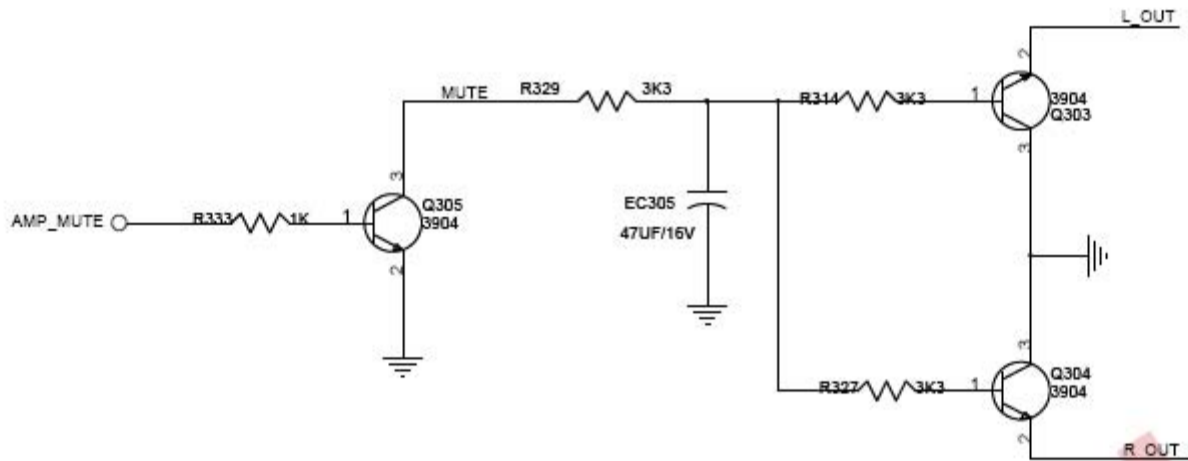 L_OUT
2
MUTE R329 3K3 R314 3K3 1 3904
Q303
3
3
Q305
3904
EC305
47UF/16V
AMP_MUTE R333 1K 1
2
3
Q304
3904
R327 3K3 1
2
R_OUT